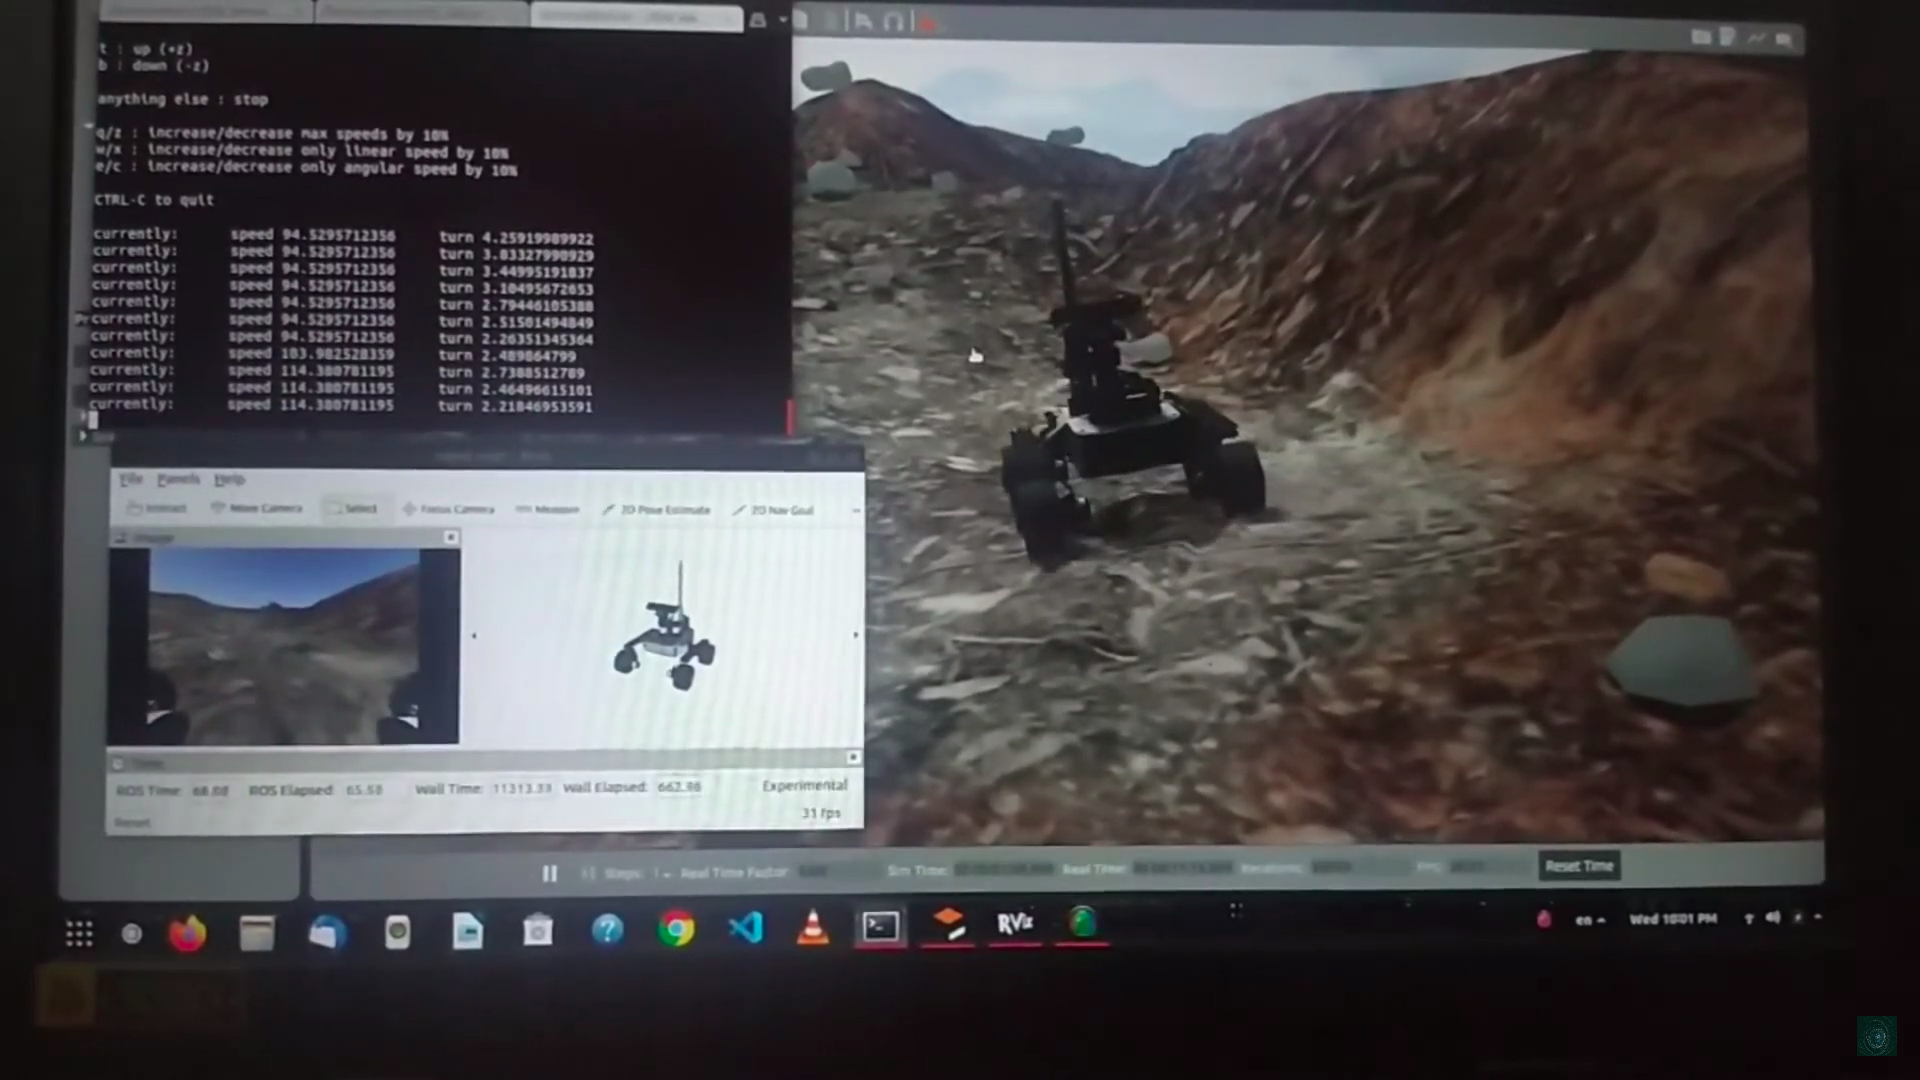 t : up (+z)
b : down (-z)
anything else : stop
q/z : increase/decrease max speeds by 10%
w/x : increase/decrease only linear speed by 10%
e/c : increase/decrease only angular speed by 10%
CTRL-C to quit
currently: speed 94.5295712356 turn 4.25919989922
currently: speed 94.5295712356 turn 3.83327990929
currently: speed 94.5295712356 turn 3.44995191837
currently: speed 94.5295712356 turn 3.10495672653
currently: speed 94.5295712356 turn 2.79446105388
currently: speed 94.5295712356 turn 2.51501494849
currently: speed 94.5295712356 turn 2.26351345364
currently: speed 103.982528359 turn 2.489864799
currently: speed 114.380781195 turn 2.7388512789
currently: speed 114.380781195 turn 2.46496615101
currently: speed 114.380781195 turn 2.21846953591
File Panels Help
Interact Move Camera Select Focus Camera Measure 2D Pose Estimate 2D Nav Goal
Image
Time
ROS Time: 68.08 ROS Elapsed: 65.58 Wall Time: 11313.33 Wall Elapsed: 662.98 Experimental
Reset 31 fps
Steps: Real Time Factor Sim Time: Real Time: Iterations: FPS: Reset Time
RViz
en Wed 10:01 PM